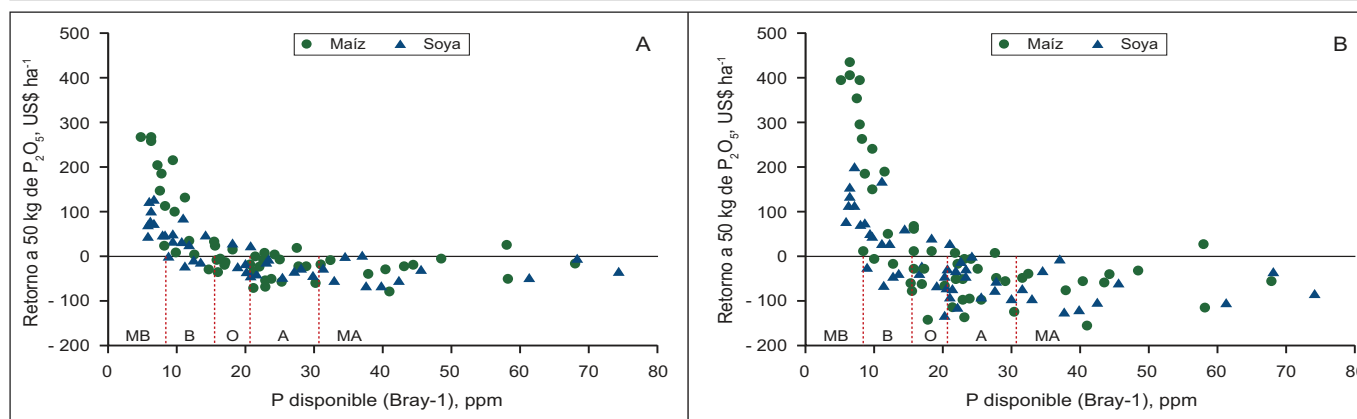 Retorno a 50 kg de P2O5, US$ ha-1
500
400
300
200
100
0
- 100
- 200
Maíz
Soya
A
MB
B
O
A
MA
0
10
20
30
40
50
60
70
80
P disponible (Bray-1), ppm
Retorno a 50 kg de P2O5, US$ ha-1
500
400
300
200
100
0
- 100
- 200
Maíz
Soya
B
MB
B
O
A
MA
0
10
20
30
40
50
60
70
80
P disponible (Bray-1), ppm